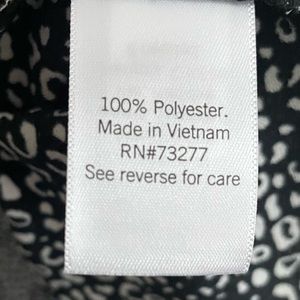 100% Polyester.
Made in Vietnam
RN#73277
See reverse for care